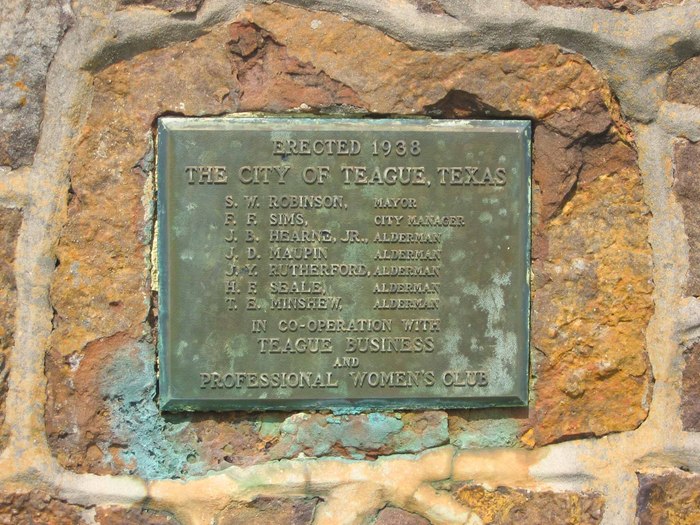 ERECTED 1938
THE CITY OF TEAGUE, TEXAS
S. W. ROBINSON, MAYOR
F. F. SIMS, CITY MANAGER
J. B. HEARNE, JR., ALDERMAN
J. D. MAUPIN ALDERMAN
J. Y. RUTHERFORD, ALDERMAN
H. F. SEALE, ALDERMAN
T. E. MINSHEW, ALDERMAN
IN CO-OPERATION WITH
TEAGUE BUSINESS
AND
PROFESSIONAL WOMEN'S CLUB